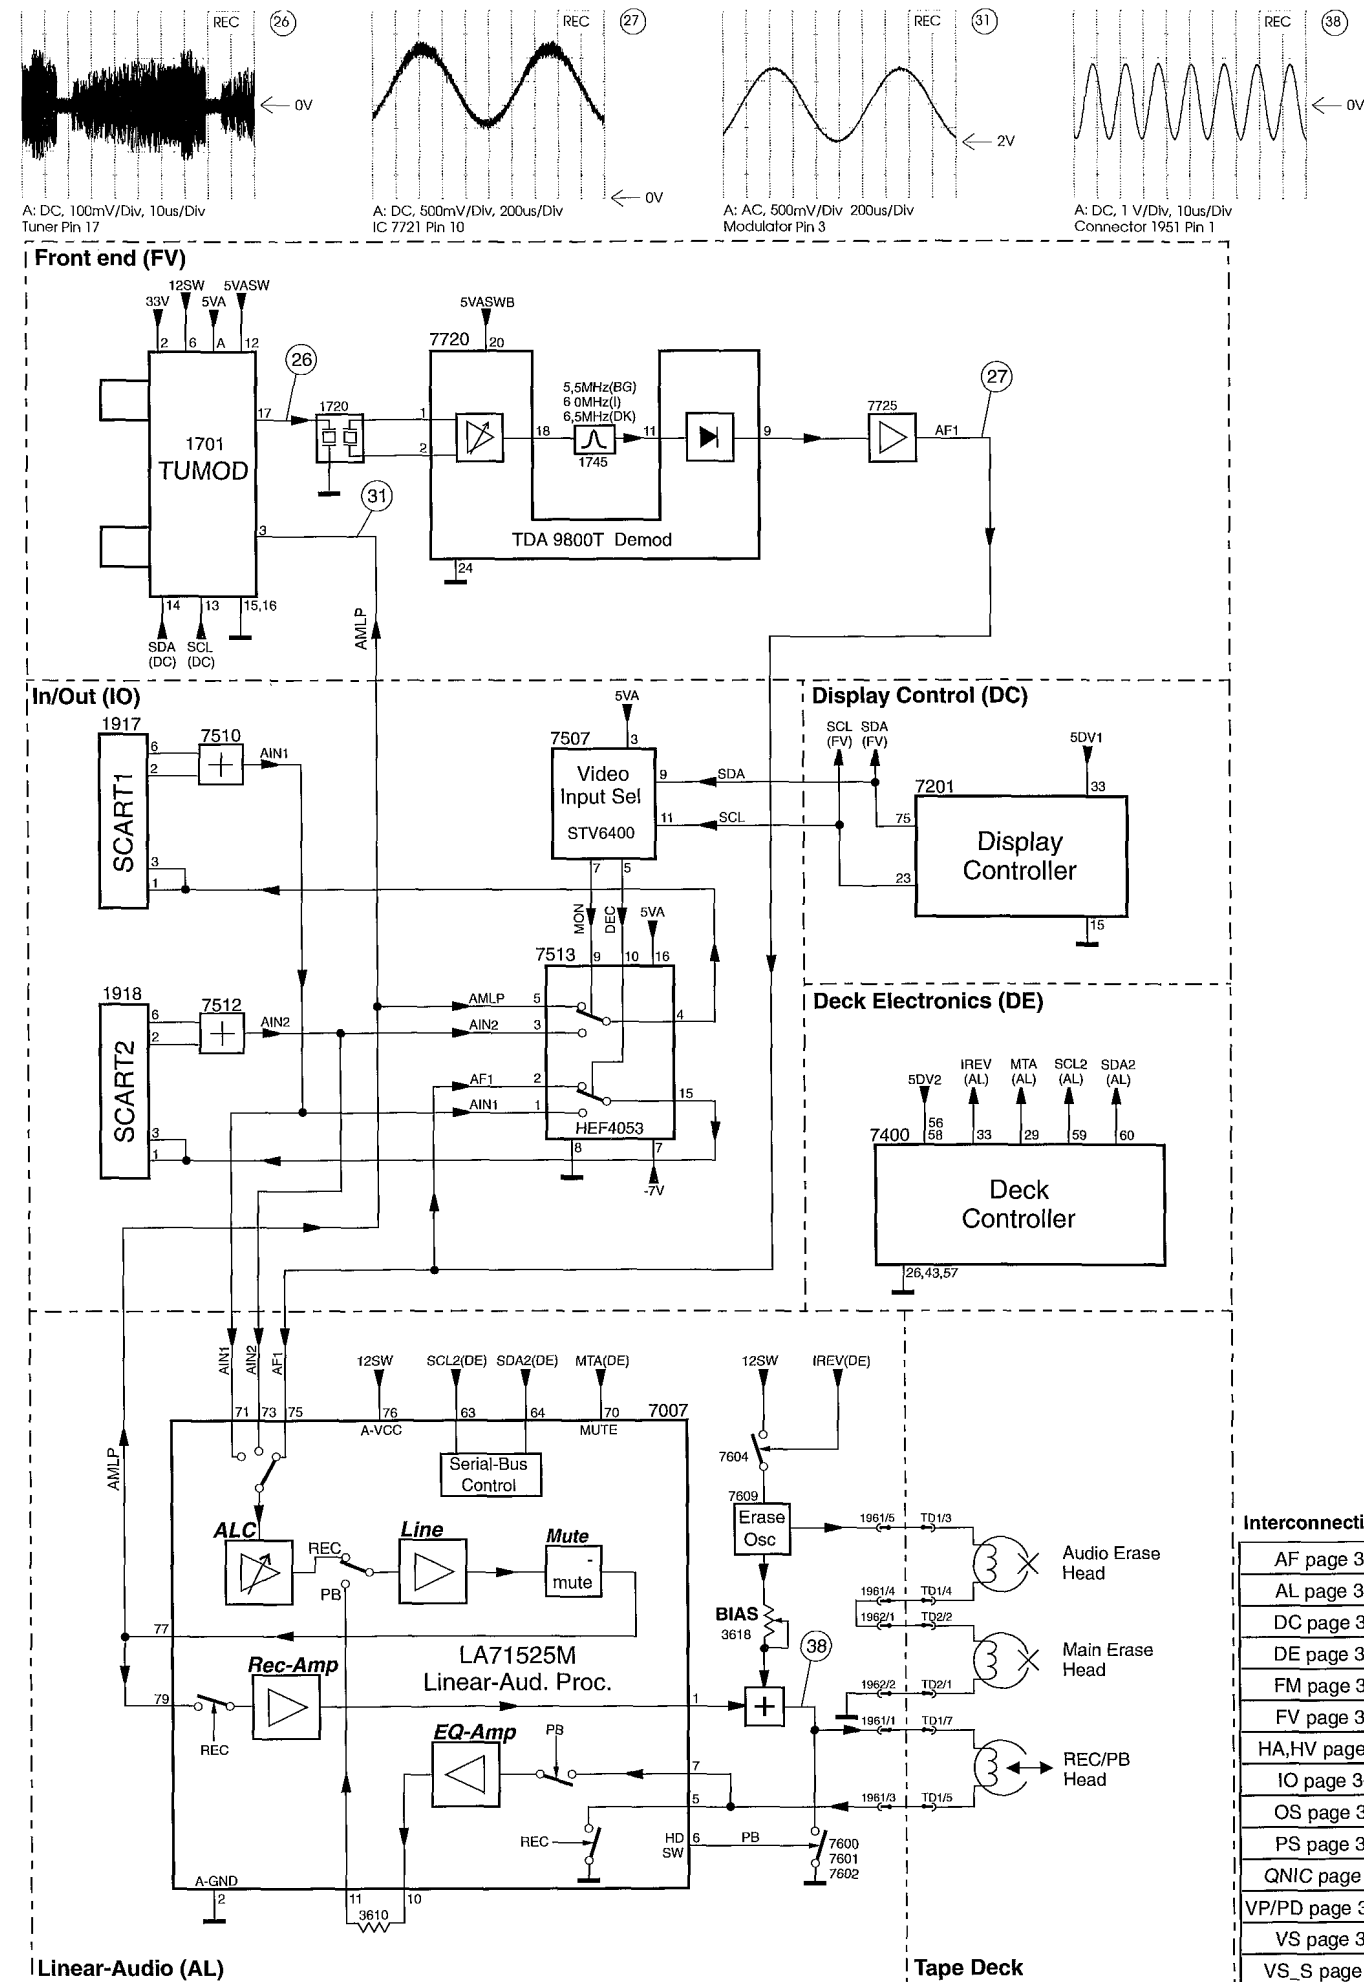 REC 26
0V
A: DC, 100mV/Div, 10us/Div
Tuner Pin 17
REC 27
0V
A: DC, 500mV/Div, 200us/Div
IC 7721 Pin 10
REC 31
2V
A: AC, 500mV/Div 200us/Div
Modulator Pin 3
REC 38
0V
A: DC, 1 V/Div, 10us/Div
Connector 1951 Pin 1
Front end (FV)
33V
12SW
5VA
5VASW
2 6 A 12
1701
TUMOD
17
26
3
31
14 13 15,16
SDA
(DC)
SCL
(DC)
1720
5VASWB
7720
20
1
2
18
5,5MHz(BG)
6 0MHz(I)
6,5MHz(DK)
1745
11
9
TDA 9800T Demod
24
7725
AF1
27
AMLP
In/Out (IO)
1917
SCART1
6
2
3
1
7510
AIN1
5VA
7507
3
Video
Input Sel
STV6400
9
SDA
11
SCL
7 5
MON
DEC
5VA
7513
9 10 16
AMLP 5
AIN2 3
4
AF1 2
AIN1 1
15
HEF4053
8 7
-7V
1918
SCART2
6
2
3
1
7512
AIN2
Display Control (DC)
SCL
(FV)
SDA
(FV)
5DV1
7201
33
75
23
Display
Controller
15
Deck Electronics (DE)
5DV2
IREV
(AL)
MTA
(AL)
SCL2
(AL)
SDA2
(AL)
56
58
33 29 59 60
7400
Deck
Controller
26,43,57
AIN1
AIN2
AF1
12SW
SCL2(DE)
SDA2(DE)
MTA(DE)
71 73 75 76 63 64 70
7007
A-VCC
MUTE
Serial-Bus
Control
AMLP
ALC
REC
PB
Line
Mute
-
mute
77
LA71525M
Linear-Aud. Proc.
Rec-Amp
79
REC
1
EQ-Amp
PB
7
5
REC
HD
SW
6
PB
A-GND
2
11
10
3610
12SW
IREV(DE)
7604
7609
Erase
Osc
BIAS
3618
38
7600
7601
7602
1961/5 TD1/3
1961/4 TD1/4
1962/1 TD2/2
1962/2 TD2/1
1961/1 TD1/7
1961/3 TD1/5
Audio Erase
Head
Main Erase
Head
REC/PB
Head
Linear-Audio (AL)
Tape Deck
Interconnecti
AF page 3
AL page 3
DC page 3
DE page 3
FM page 3
FV page 3
HA,HV page
IO page 3
OS page 3
PS page 3
QNIC page
VP/PD page 3
VS page 3
VS_S page